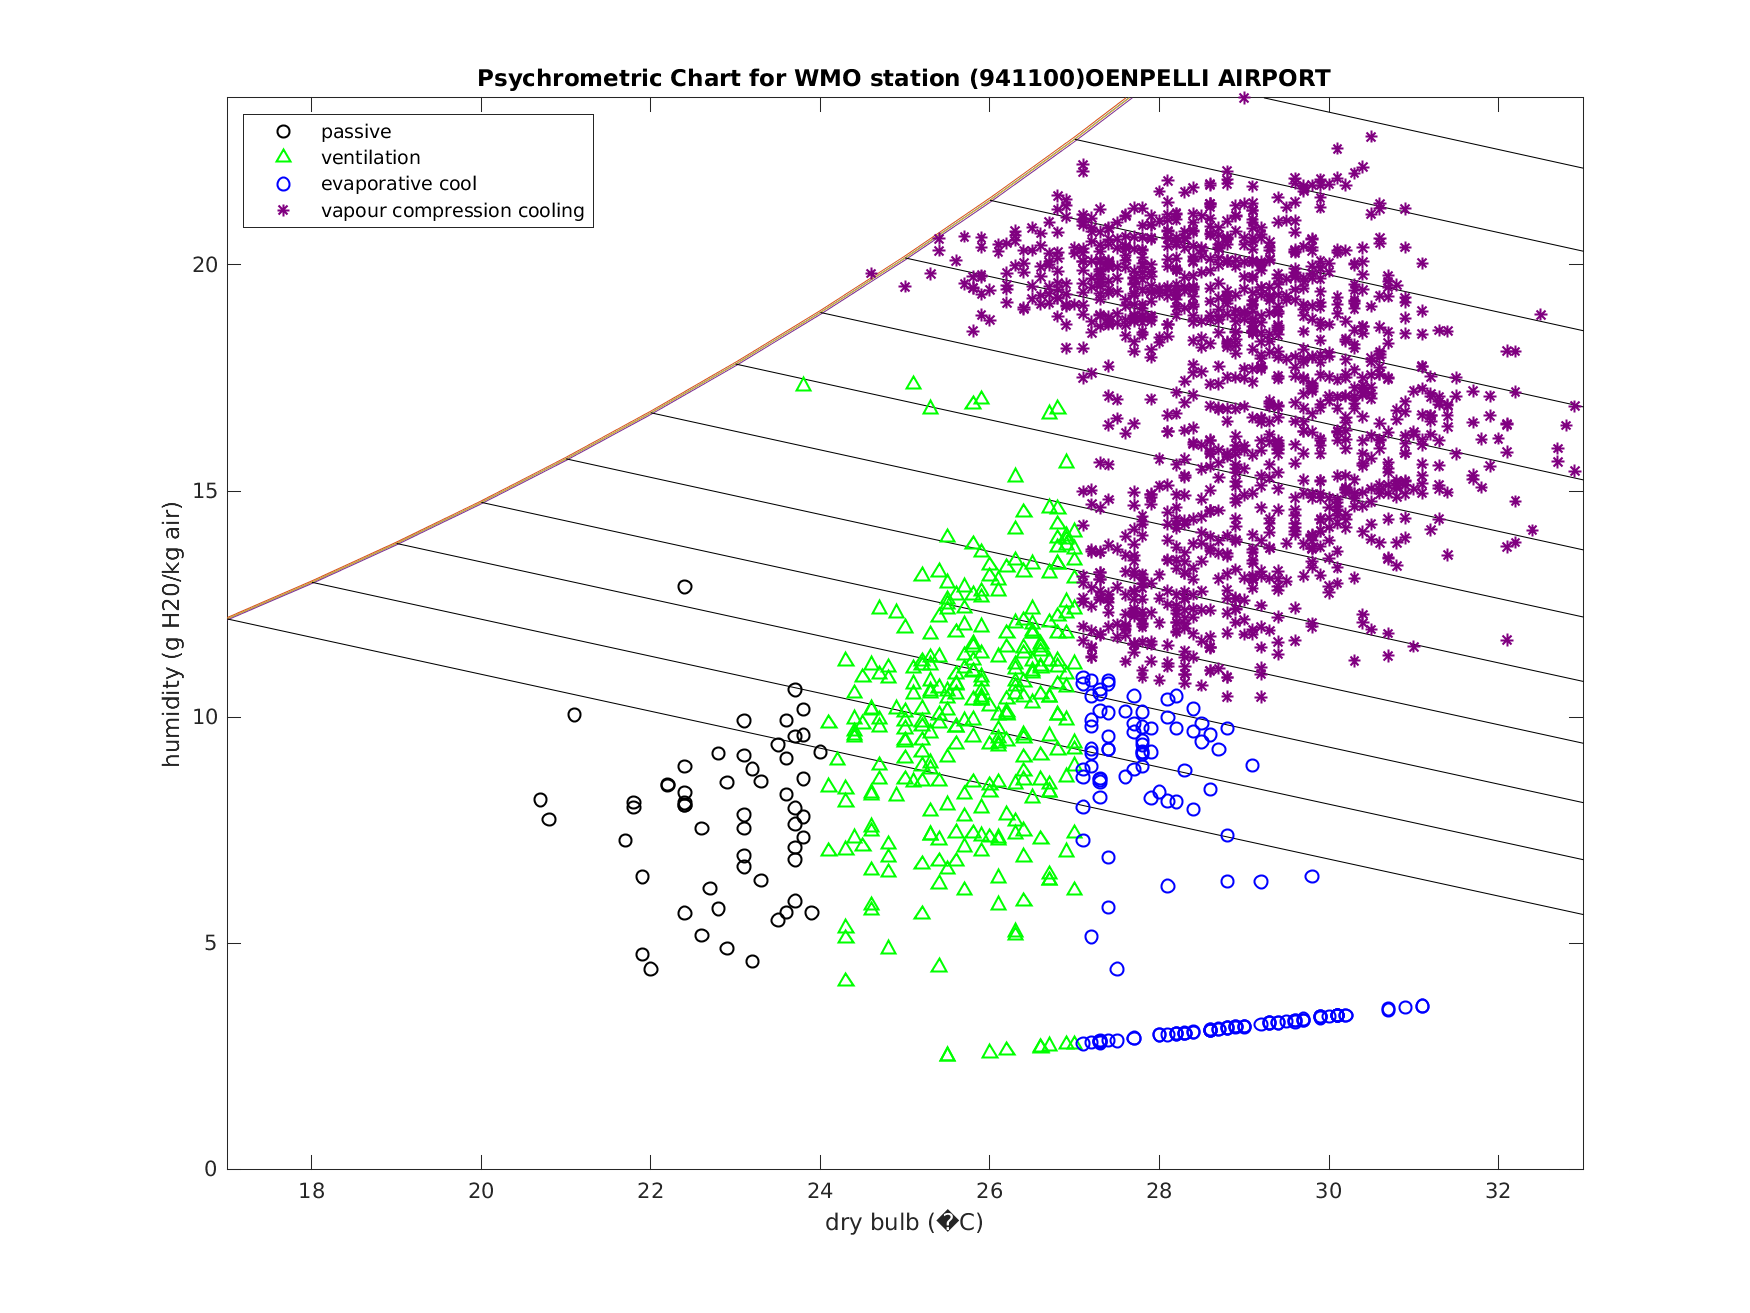 Psychrometric Chart for WMO station (941100)OENPELLI AIRPORT
passive
ventilation
evaporative cool
vapour compression cooling
humidity (g H20/kg air)
20
15
10
5
0
18 20 22 24 26 28 30 32
dry bulb (�C)